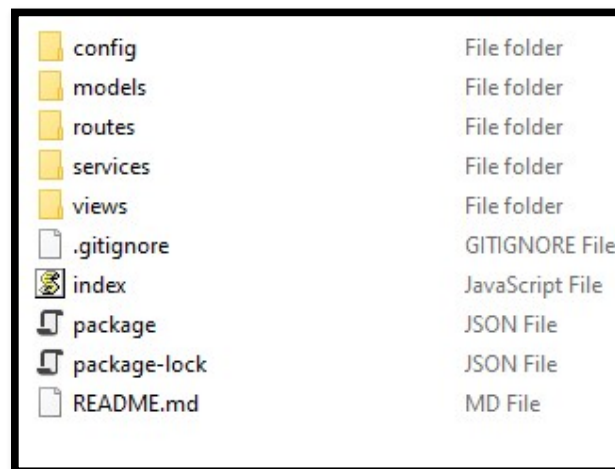 config File folder
models File folder
routes File folder
services File folder
views File folder
.gitignore GITIGNORE File
index JavaScript File
package JSON File
package-lock JSON File
README.md MD File